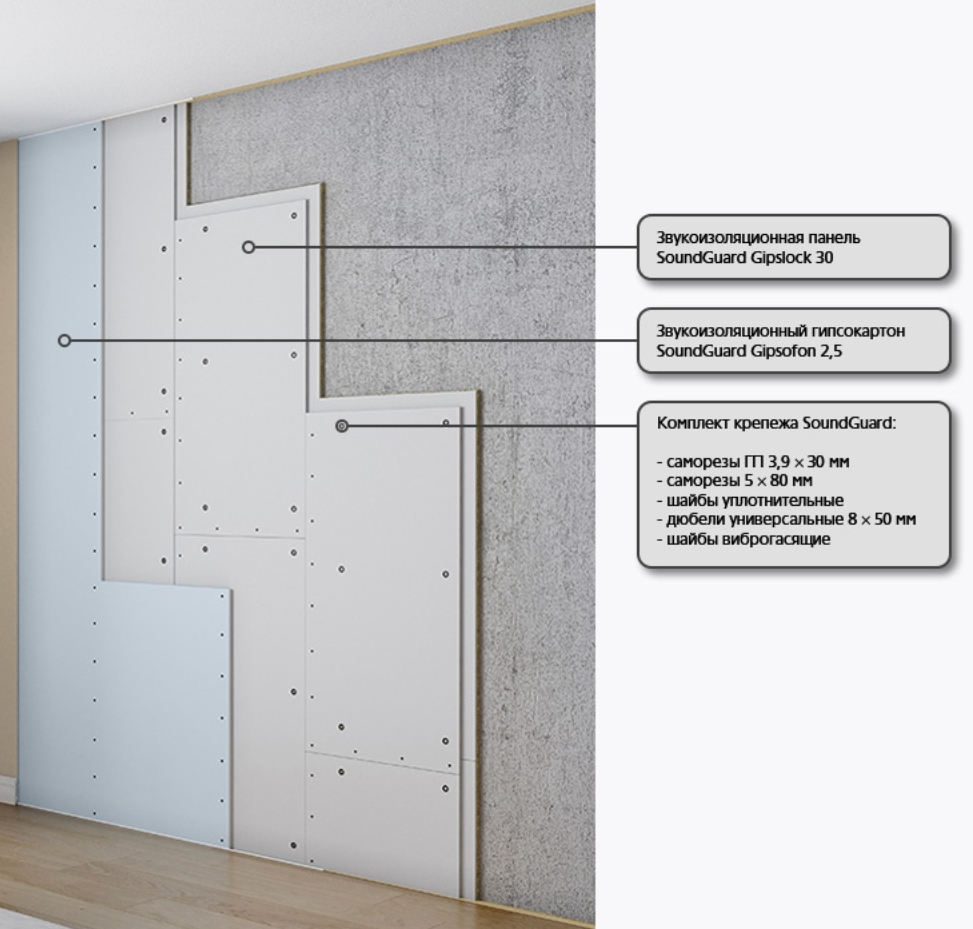 Звукоизоляционная панель
SoundGuard Gipslock 30
Звукоизоляционный гипсокартон
SoundGuard Gipsofon 2,5
Комплект крепежа SoundGuard:
- саморезы ГП 3,9 × 30 мм
- саморезы 5 × 80 мм
- шайбы уплотнительные
- дюбели универсальные 8 × 50 мм
- шайбы виброгасящие